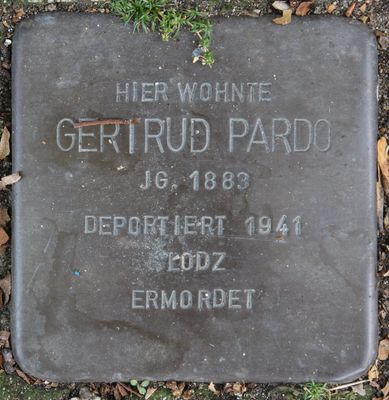 HIER WOHNTE
GERTRUD PARDO
JG. 1883
DEPORTIERT 1941
LODZ
ERMORDET